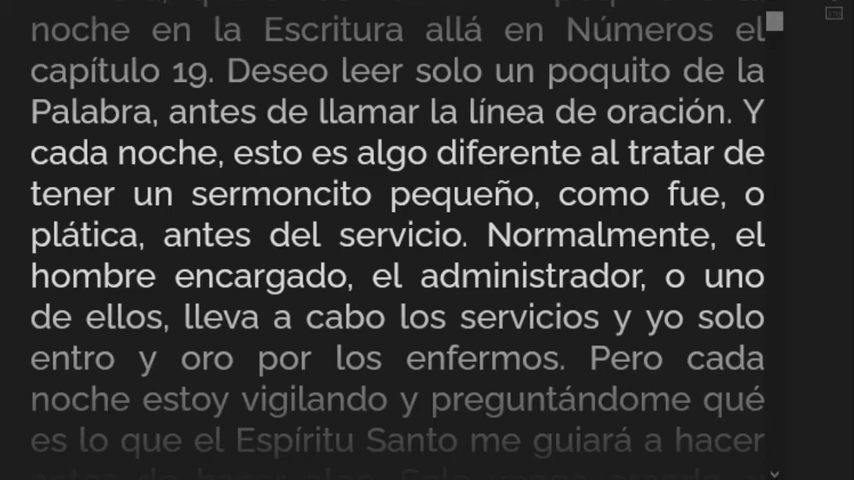 noche en la Escritura allá en Números el
capítulo 19. Deseo leer solo un poquito de la
Palabra, antes de llamar la línea de oración. Y
cada noche, esto es algo diferente al tratar de
tener un sermoncito pequeño, como fue, o
plática, antes del servicio. Normalmente, el
hombre encargado, el administrador, o uno
de ellos, lleva a cabo los servicios y yo solo
entro y oro por los enfermos. Pero cada
noche estoy vigilando y preguntándome qué
es lo que el Espíritu Santo me guiará a hacer